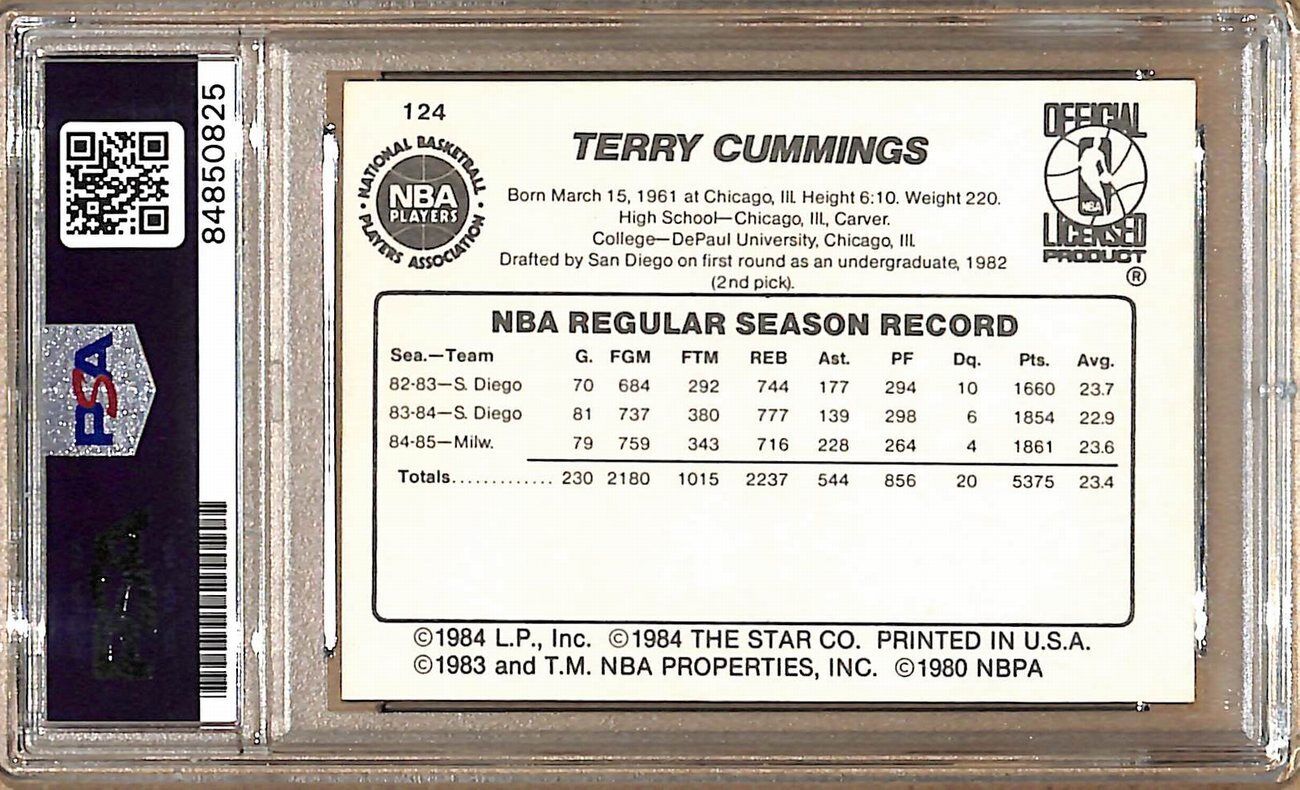 84850825
PSA
124
NATIONAL BASKETBALL
NBA
PLAYERS
PLAYERS ASSOCIATION
TERRY CUMMINGS
Born March 15, 1961 at Chicago, Ill. Height 6:10. Weight 220.
High School—Chicago, Ill., Carver.
College—DePaul University, Chicago, Ill.
Drafted by San Diego on first round as an undergraduate, 1982
(2nd pick).
OFFICIAL
NBA
LICENSED
PRODUCT
®
NBA REGULAR SEASON RECORD
Sea.—Team G. FGM FTM REB Ast. PF Dq. Pts. Avg.
82-83—S. Diego 70 684 292 744 177 294 10 1660 23.7
83-84—S. Diego 81 737 380 777 139 298 6 1854 22.9
84-85—Milw. 79 759 343 716 228 264 4 1861 23.6
Totals............. 230 2180 1015 2237 544 856 20 5375 23.4
©1984 L.P., Inc. ©1984 THE STAR CO. PRINTED IN U.S.A.
©1983 and T.M. NBA PROPERTIES, INC. ©1980 NBPA